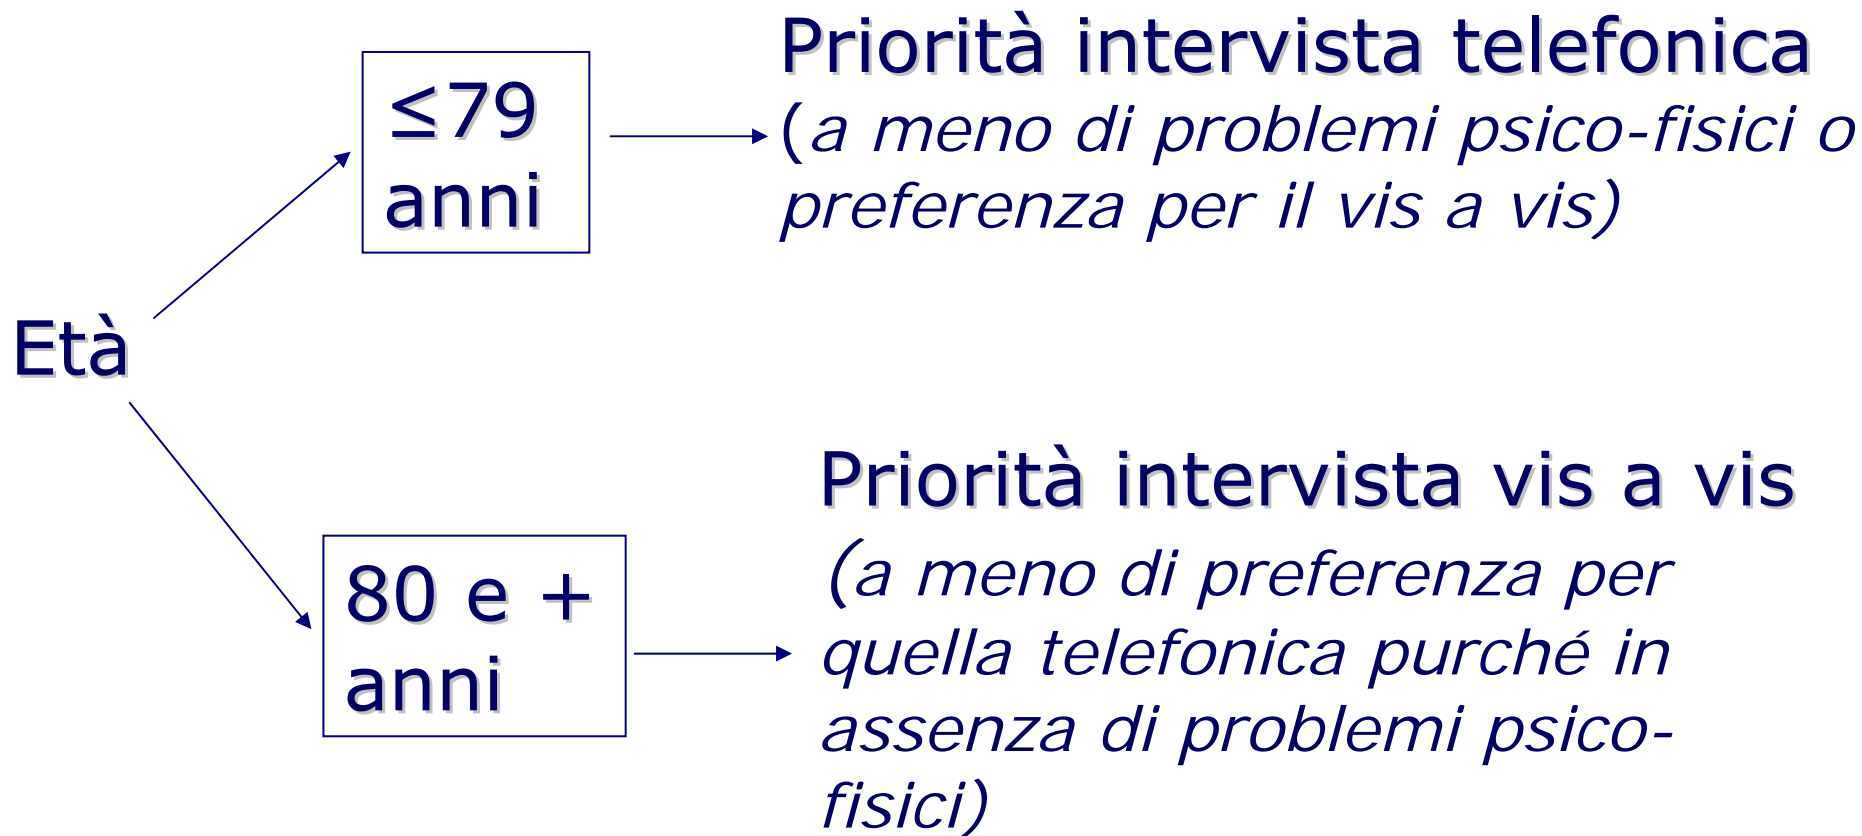 Età
≤79
anni
Priorità intervista telefonica
(a meno di problemi psico-fisici o
preferenza per il vis a vis)
80 e +
anni
Priorità intervista vis a vis
(a meno di preferenza per
quella telefonica purché in
assenza di problemi psico-
fisici)